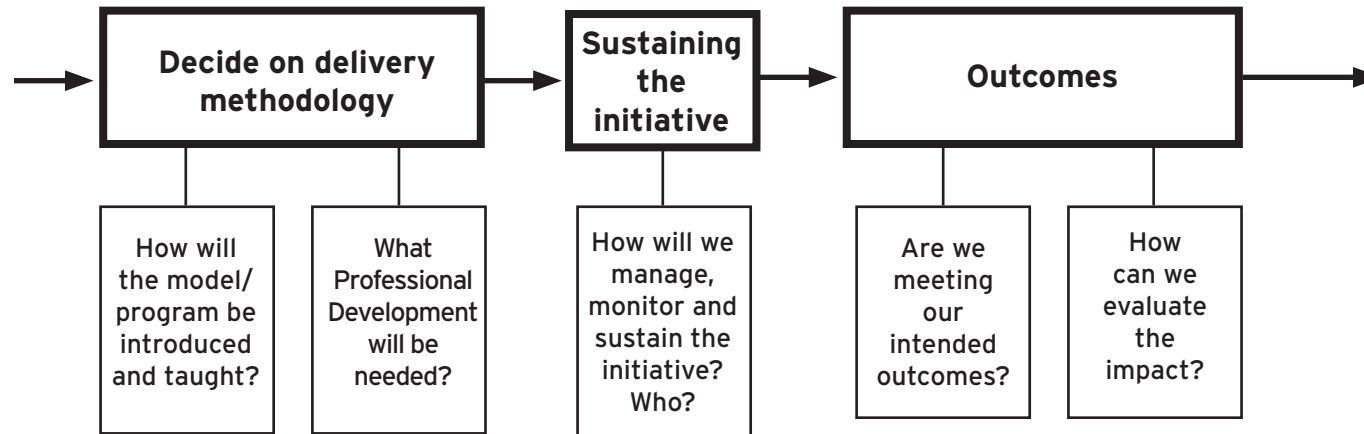 Decide on delivery
methodology
Sustaining
the
initiative
Outcomes
How will
the model/
program be
introduced
and taught?
What
Professional
Development
will be
needed?
How will we
manage,
monitor and
sustain the
initiative?
Who?
Are we
meeting
our
intended
outcomes?
How
can we
evaluate
the
impact?